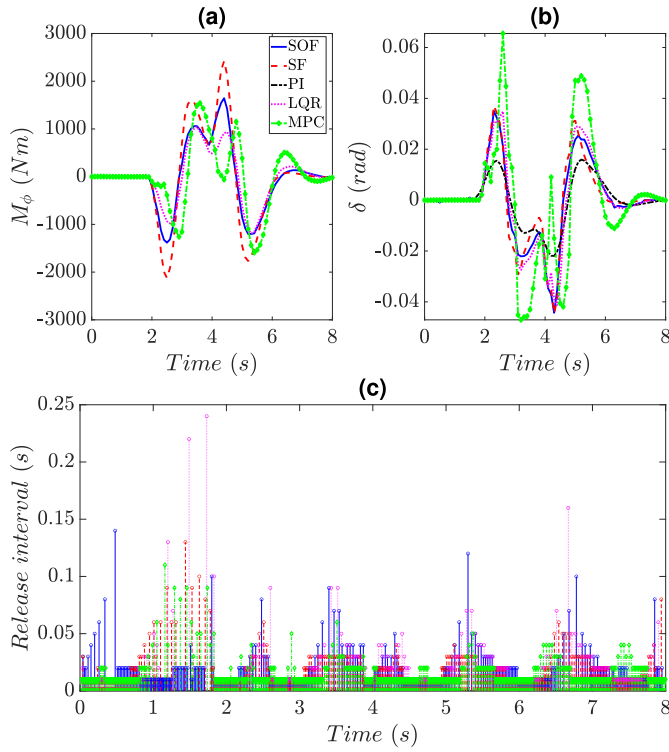 (a)
3000
2000
1000
0
-1000
-2000
-3000
M_ϕ (Nm)
0 2 4 6 8
Time (s)
SOF
SF
PI
LQR
MPC
(b)
0.06
0.04
0.02
0
-0.02
-0.04
δ (rad)
0 2 4 6 8
Time (s)
(c)
0.25
0.2
0.15
0.1
0.05
0
Release interval (s)
0 1 2 3 4 5 6 7 8
Time (s)